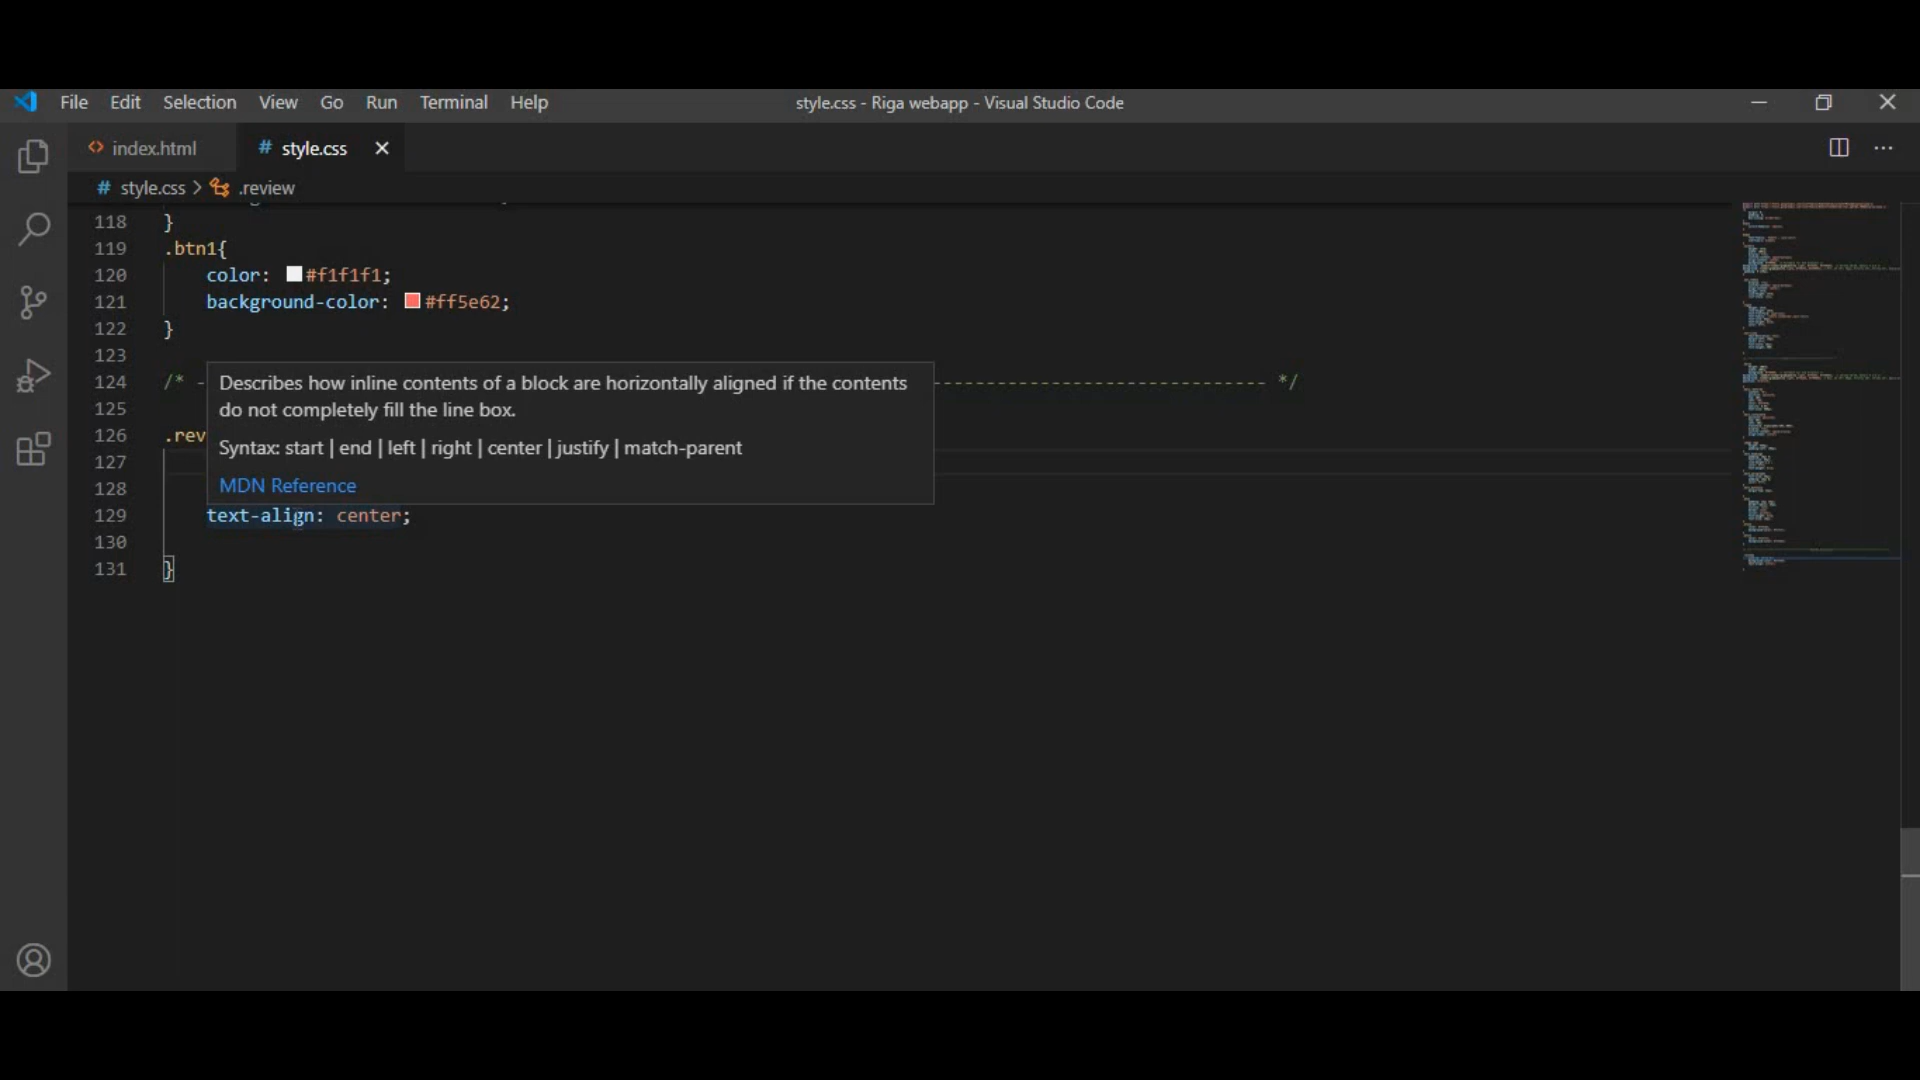 File Edit Selection View Go Run Terminal Help style.css - Riga webapp - Visual Studio Code
<> index.html # style.css
# style.css > .review
118 }
119 .btn1{
120 color: #f1f1f1;
121 background-color: #ff5e62;
122 }
123
124 /* - ------------------------------- */
Describes how inline contents of a block are horizontally aligned if the contents
125
do not completely fill the line box.
126 .rev
Syntax: start | end | left | right | center | justify | match-parent
127
128
MDN Reference
129 text-align: center;
130
131 }